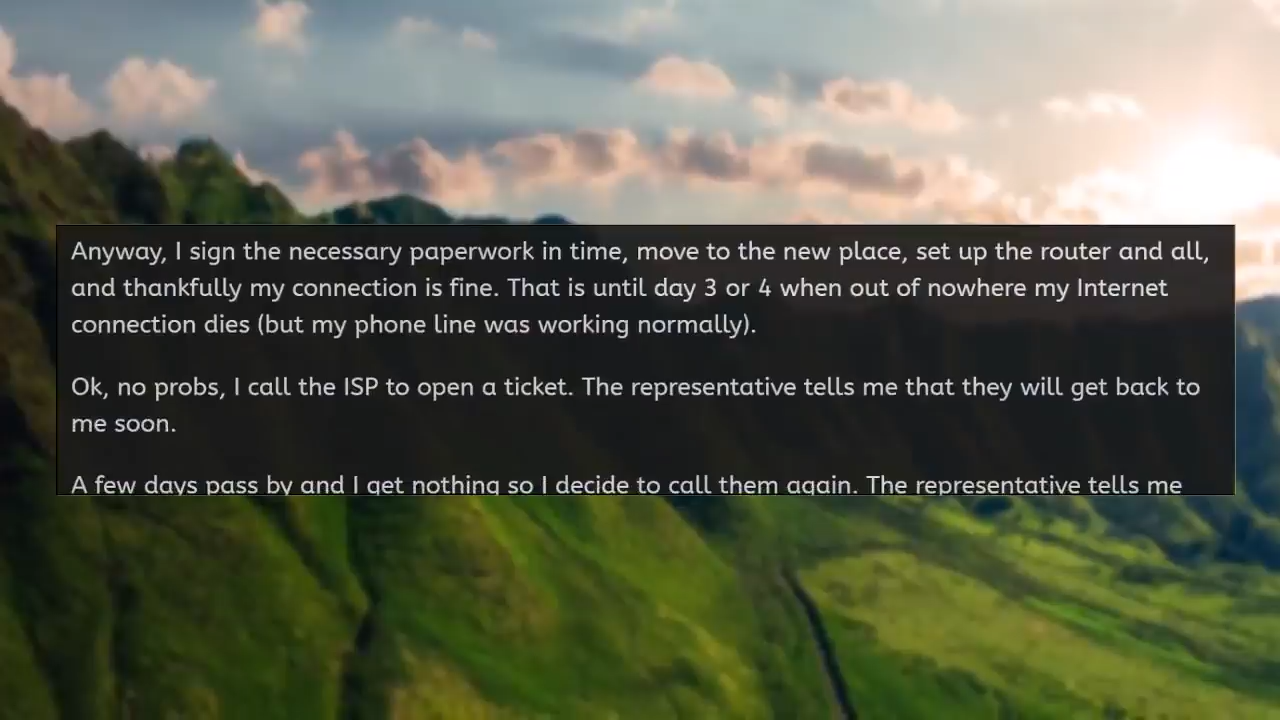 Anyway, I sign the necessary paperwork in time, move to the new place, set up the router and all,
and thankfully my connection is fine. That is until day 3 or 4 when out of nowhere my Internet
connection dies (but my phone line was working normally).
Ok, no probs, I call the ISP to open a ticket. The representative tells me that they will get back to
me soon.
A few days pass by and I get nothing so I decide to call them again. The representative tells me